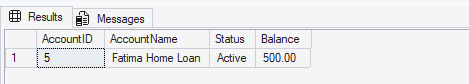 Results Messages
AccountID AccountName Status Balance
1 5 Fatima Home Loan Active 500.00